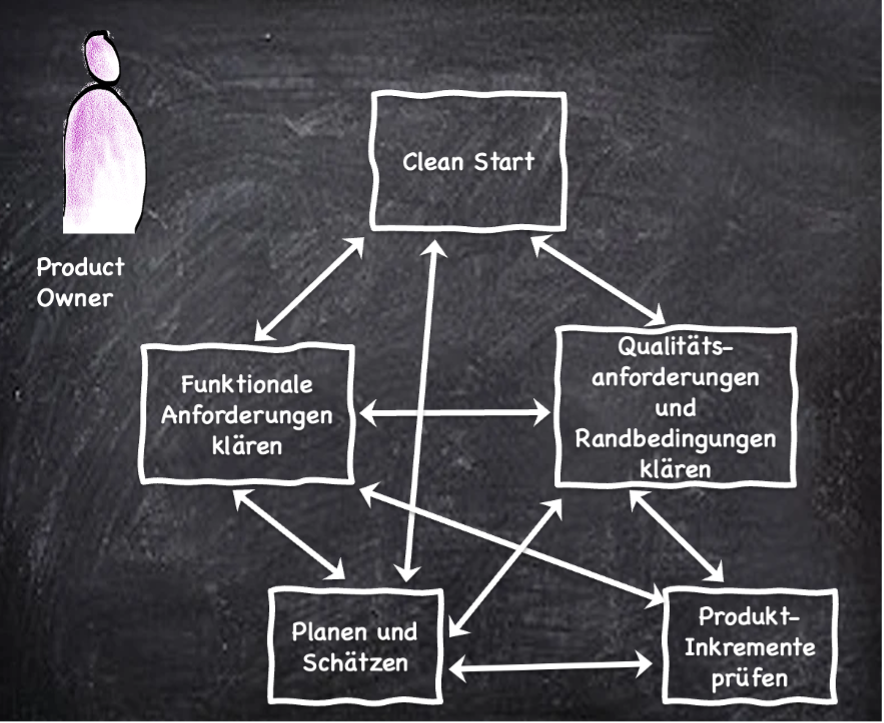 Clean Start
Product
Owner
Funktionale
Anforderungen
klären
Qualitäts-
anforderungen
und
Randbedingungen
klären
Planen und
Schätzen
Produkt-
Inkremente
prüfen